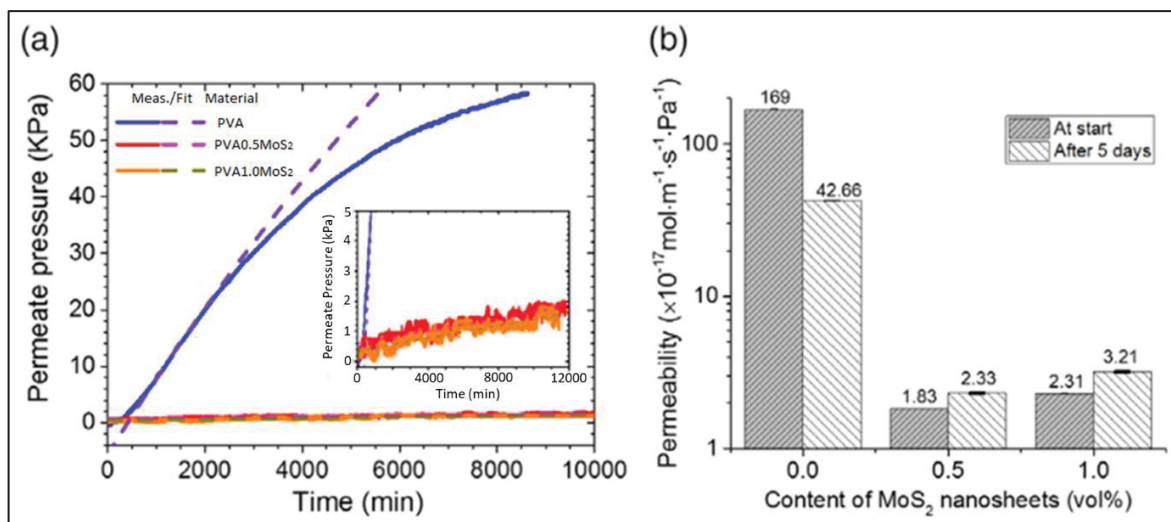 (a)
60
50
40
30
20
10
0
Permeate pressure (KPa)
Meas./Fit Material
PVA
PVA0.5MoS2
PVA1.0MoS2
5
4
3
2
1
0
Permeate Pressure (kPa)
0 4000 8000 12000
Time (min)
0 2000 4000 6000 8000 10000
Time (min)
(b)
Permeability (×10⁻¹⁷mol·m⁻¹·s⁻¹·Pa⁻¹)
100
10
1
169
42.66
1.83
2.33
2.31
3.21
At start
After 5 days
0.0 0.5 1.0
Content of MoS₂ nanosheets (vol%)